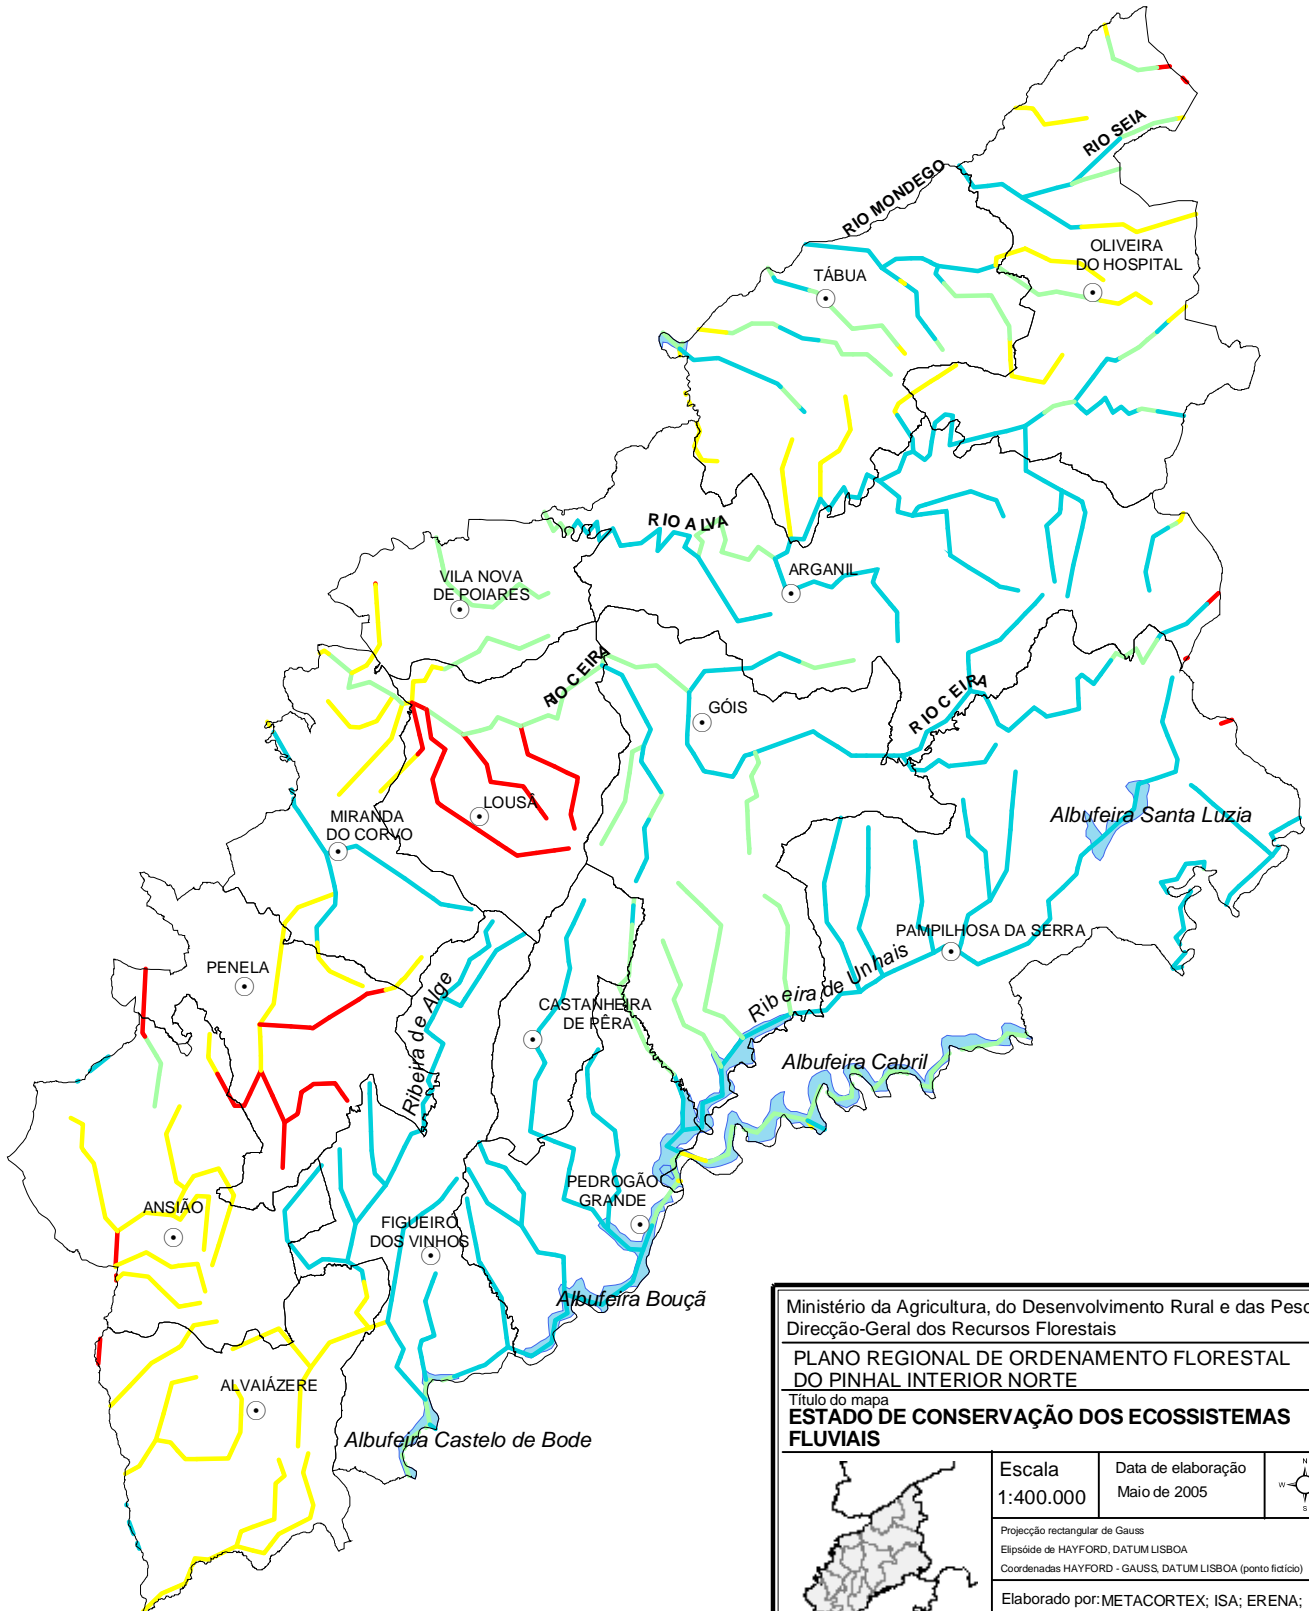 RIO SEIA
RIO MONDEGO
OLIVEIRA
DO HOSPITAL
TÁBUA
RIO ALVA
ARGANIL
VILA NOVA
DE POIARES
RIO CEIRA
RIO CEIRA
GÓIS
LOUSÃ
MIRANDA
DO CORVO
Albufeira Santa Luzia
PAMPILHOSA DA SERRA
PENELA
Ribeira de Alge
CASTANHEIRA
DE PÊRA
Ribeira de Unhais
Albufeira Cabril
PEDROGÃO
GRANDE
ANSIÃO
FIGUEIRÓ
DOS VINHOS
Albufeira Bouçã
ALVAIÁZERE
Albufeira Castelo de Bode
Ministério da Agricultura, do Desenvolvimento Rural e das Pesc
Direcção-Geral dos Recursos Florestais
PLANO REGIONAL DE ORDENAMENTO FLORESTAL
DO PINHAL INTERIOR NORTE
Título do mapa
ESTADO DE CONSERVAÇÃO DOS ECOSSISTEMAS
FLUVIAIS
Escala
1:400.000
Data de elaboração
Maio de 2005
N
W
S
Projecção rectangular de Gauss
Elipsóide de HAYFORD, DATUM LISBOA
Coordenadas HAYFORD - GAUSS, DATUM LISBOA (ponto fictício)
Elaborado por: METACORTEX; ISA; ERENA;